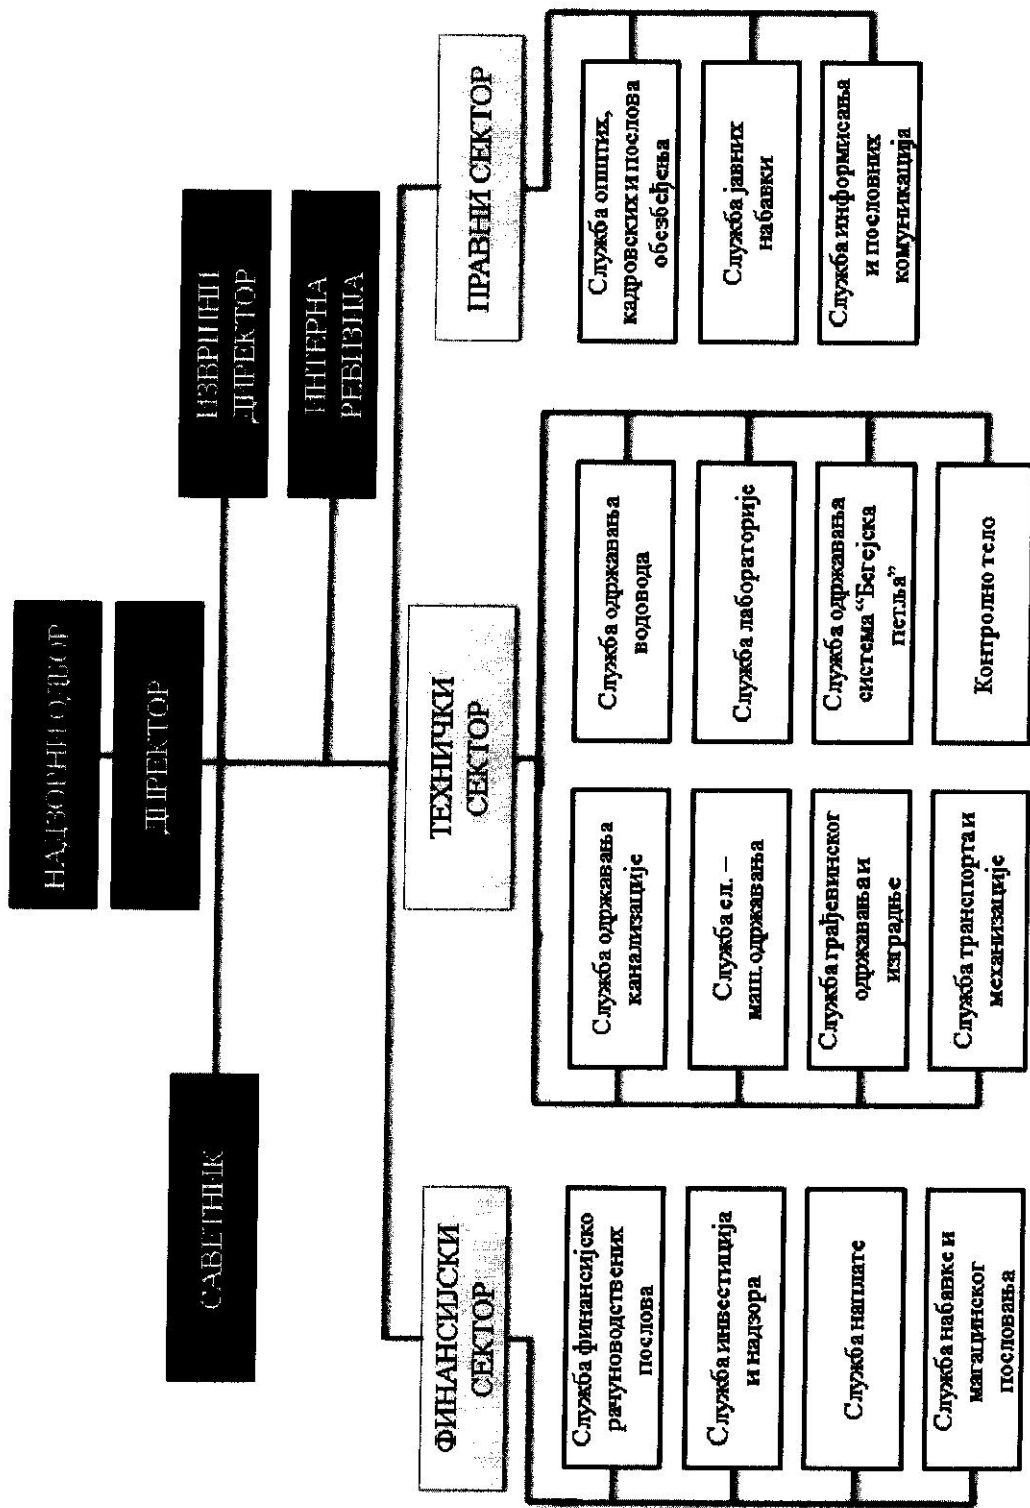 НАДЗОРНИ ОДБОР
ДИРЕКТОР
САВЕТНИК
ИЗВРШНИ
ДИРЕКТОР
ИНТЕРНА
РЕВИЗИЈА
ФИНАНСИЈСКИ
СЕКТОР
ТЕХНИЧКИ
СЕКТОР
ПРАВНИ СЕКТОР
Служба финансијско
рачуноводствених
послова
Служба инвестиција
и надзора
Служба наплате
Служба набавке и
магацинског
пословања
Служба одржавања
канализације
Служба ел. –
маш. одржавања
Служба грађевинског
одржавања и
изградње
Служба транспорта и
механизације
Служба одржавања
водовода
Служба лабораторије
Служба одржавања
система “Бегејска
петља”
Контролно тело
Служба општих,
кадровских и послова
обезбеђења
Служба јавних
набавки
Служба информисања
и пословних
комуникација